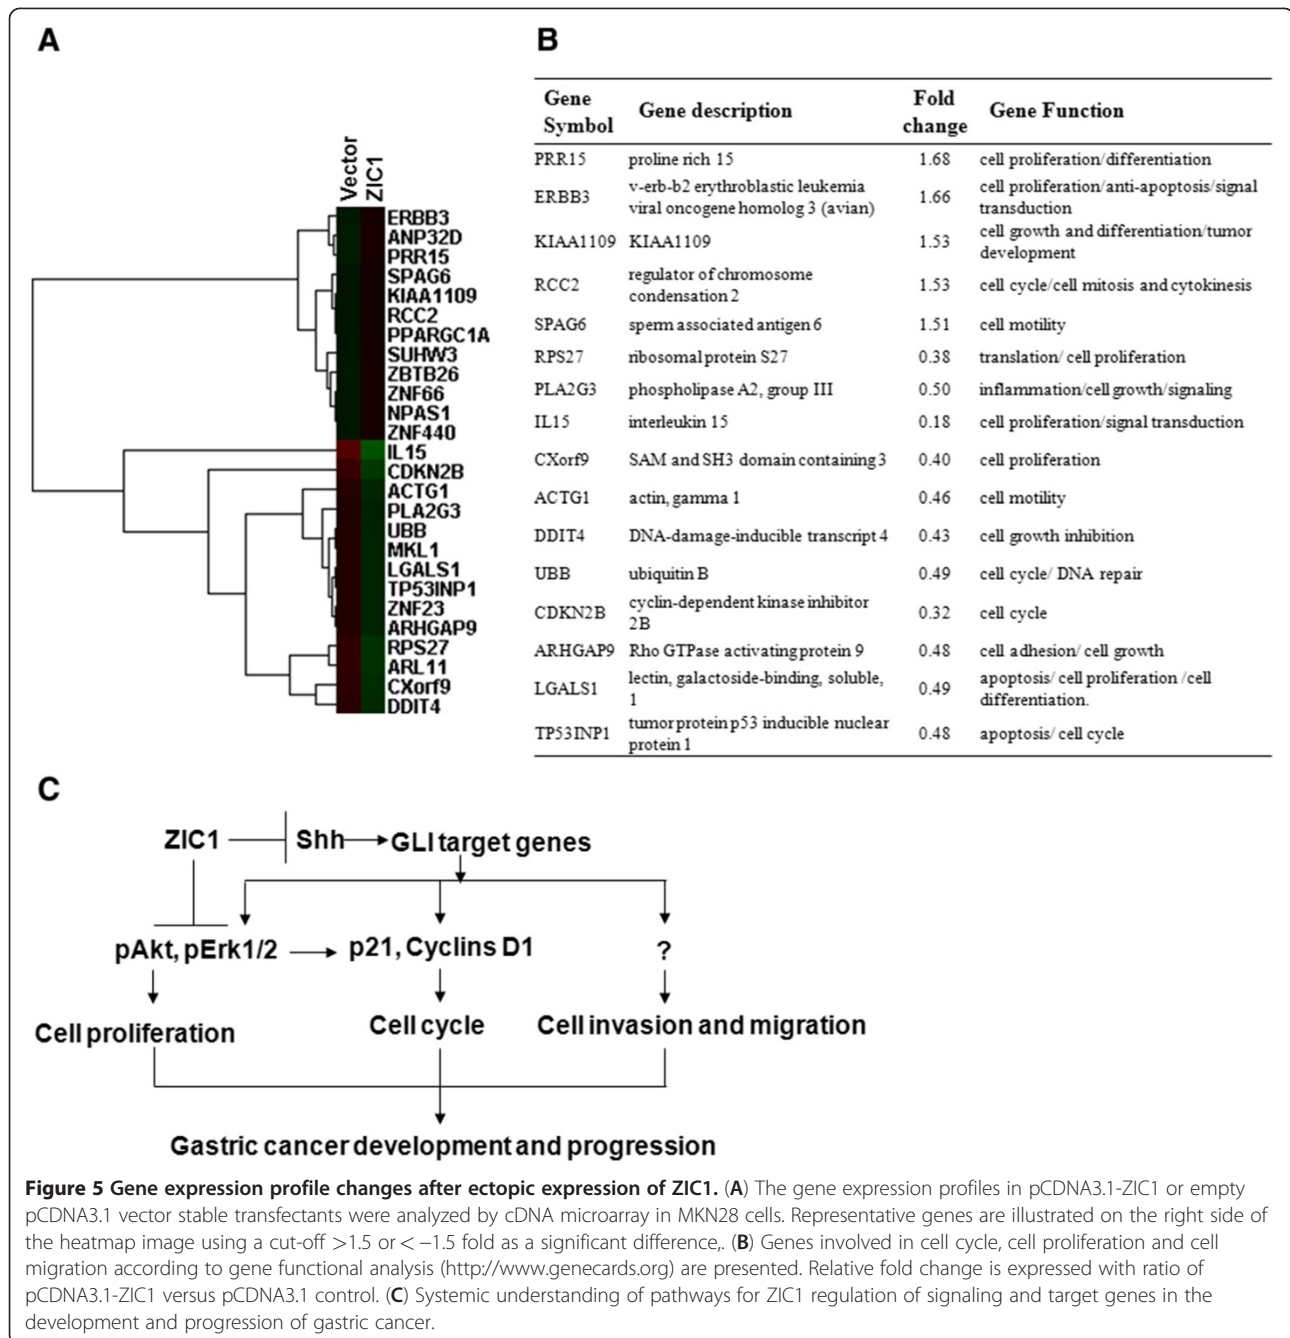 A
Vector
ZIC1
ERBB3
ANP32D
PRR15
SPAG6
KIAA1109
RCC2
PPARGC1A
SUHW3
ZBTB26
ZNF66
NPAS1
ZNF440
IL15
CDKN2B
ACTG1
PLA2G3
UBB
MKL1
LGALS1
TP53INP1
ZNF23
ARHGAP9
RPS27
ARL11
CXorf9
DDIT4
B
Gene Symbol Gene description Fold change Gene Function
PRR15 proline rich 15 1.68 cell proliferation/differentiation
ERBB3 v-erb-b2 erythroblastic leukemia viral oncogene homolog 3 (avian) 1.66 cell proliferation/anti-apoptosis/signal transduction
KIAA1109 KIAA1109 1.53 cell growth and differentiation/tumor development
RCC2 regulator of chromosome condensation 2 1.53 cell cycle/cell mitosis and cytokinesis
SPAG6 sperm associated antigen 6 1.51 cell motility
RPS27 ribosomal protein S27 0.38 translation/ cell proliferation
PLA2G3 phospholipase A2, group III 0.50 inflammation/cell growth/signaling
IL15 interleukin 15 0.18 cell proliferation/signal transduction
CXorf9 SAM and SH3 domain containing 3 0.40 cell proliferation
ACTG1 actin, gamma 1 0.46 cell motility
DDIT4 DNA-damage-inducible transcript 4 0.43 cell growth inhibition
UBB ubiquitin B 0.49 cell cycle/ DNA repair
CDKN2B cyclin-dependent kinase inhibitor 2B 0.32 cell cycle
ARHGAP9 Rho GTPase activating protein 9 0.48 cell adhesion/ cell growth
LGALS1 lectin, galactoside-binding, soluble, 1 0.49 apoptosis/ cell proliferation /cell differentiation.
TP53INP1 tumor protein p53 inducible nuclear protein 1 0.48 apoptosis/ cell cycle
C
ZIC1 Shh GLI target genes
pAkt, pErk1/2 p21, Cyclins D1 ?
Cell proliferation Cell cycle Cell invasion and migration
Gastric cancer development and progression
Figure 5 Gene expression profile changes after ectopic expression of ZIC1. (A) The gene expression profiles in pCDNA3.1-ZIC1 or empty
pCDNA3.1 vector stable transfectants were analyzed by cDNA microarray in MKN28 cells. Representative genes are illustrated on the right side of
the heatmap image using a cut-off >1.5 or < −1.5 fold as a significant difference,. (B) Genes involved in cell cycle, cell proliferation and cell
migration according to gene functional analysis (http://www.genecards.org) are presented. Relative fold change is expressed with ratio of
pCDNA3.1-ZIC1 versus pCDNA3.1 control. (C) Systemic understanding of pathways for ZIC1 regulation of signaling and target genes in the
development and progression of gastric cancer.